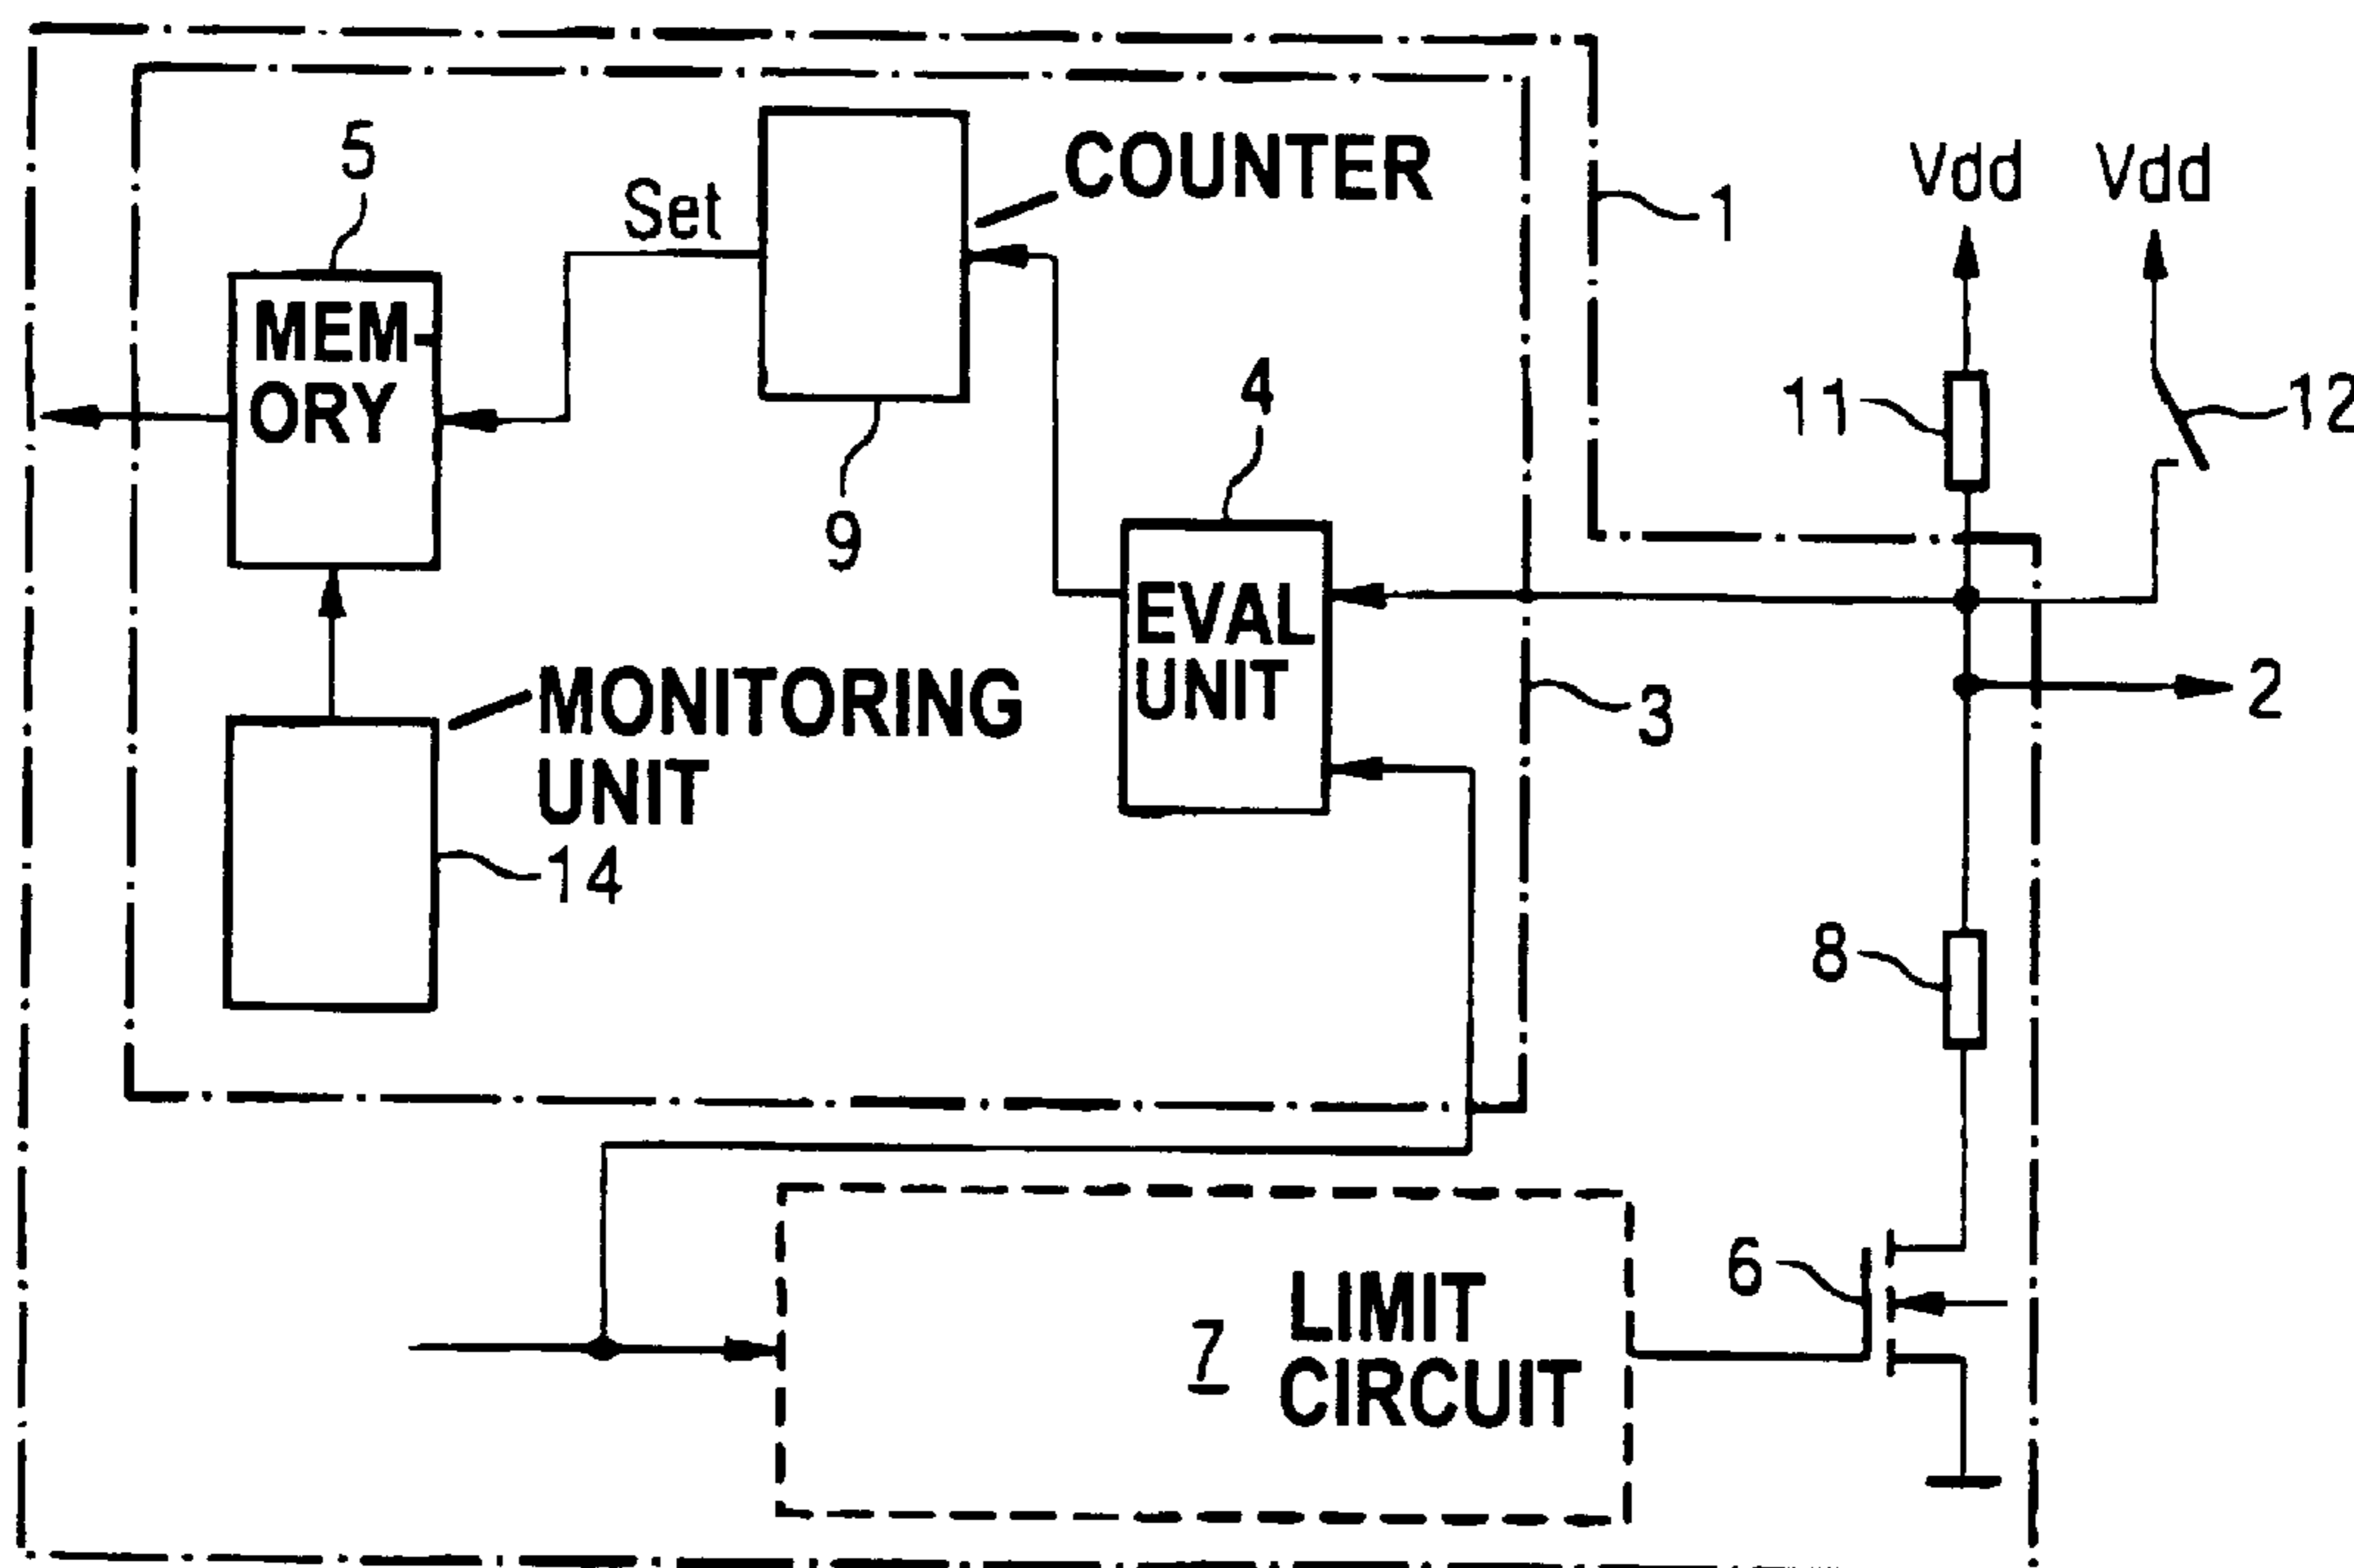 5
COUNTER
Set
1
Vdd
Vdd
MEM-
ORY
9
4
11
12
EVAL
UNIT
MONITORING
UNIT
3
2
14
8
6
7
LIMIT
CIRCUIT